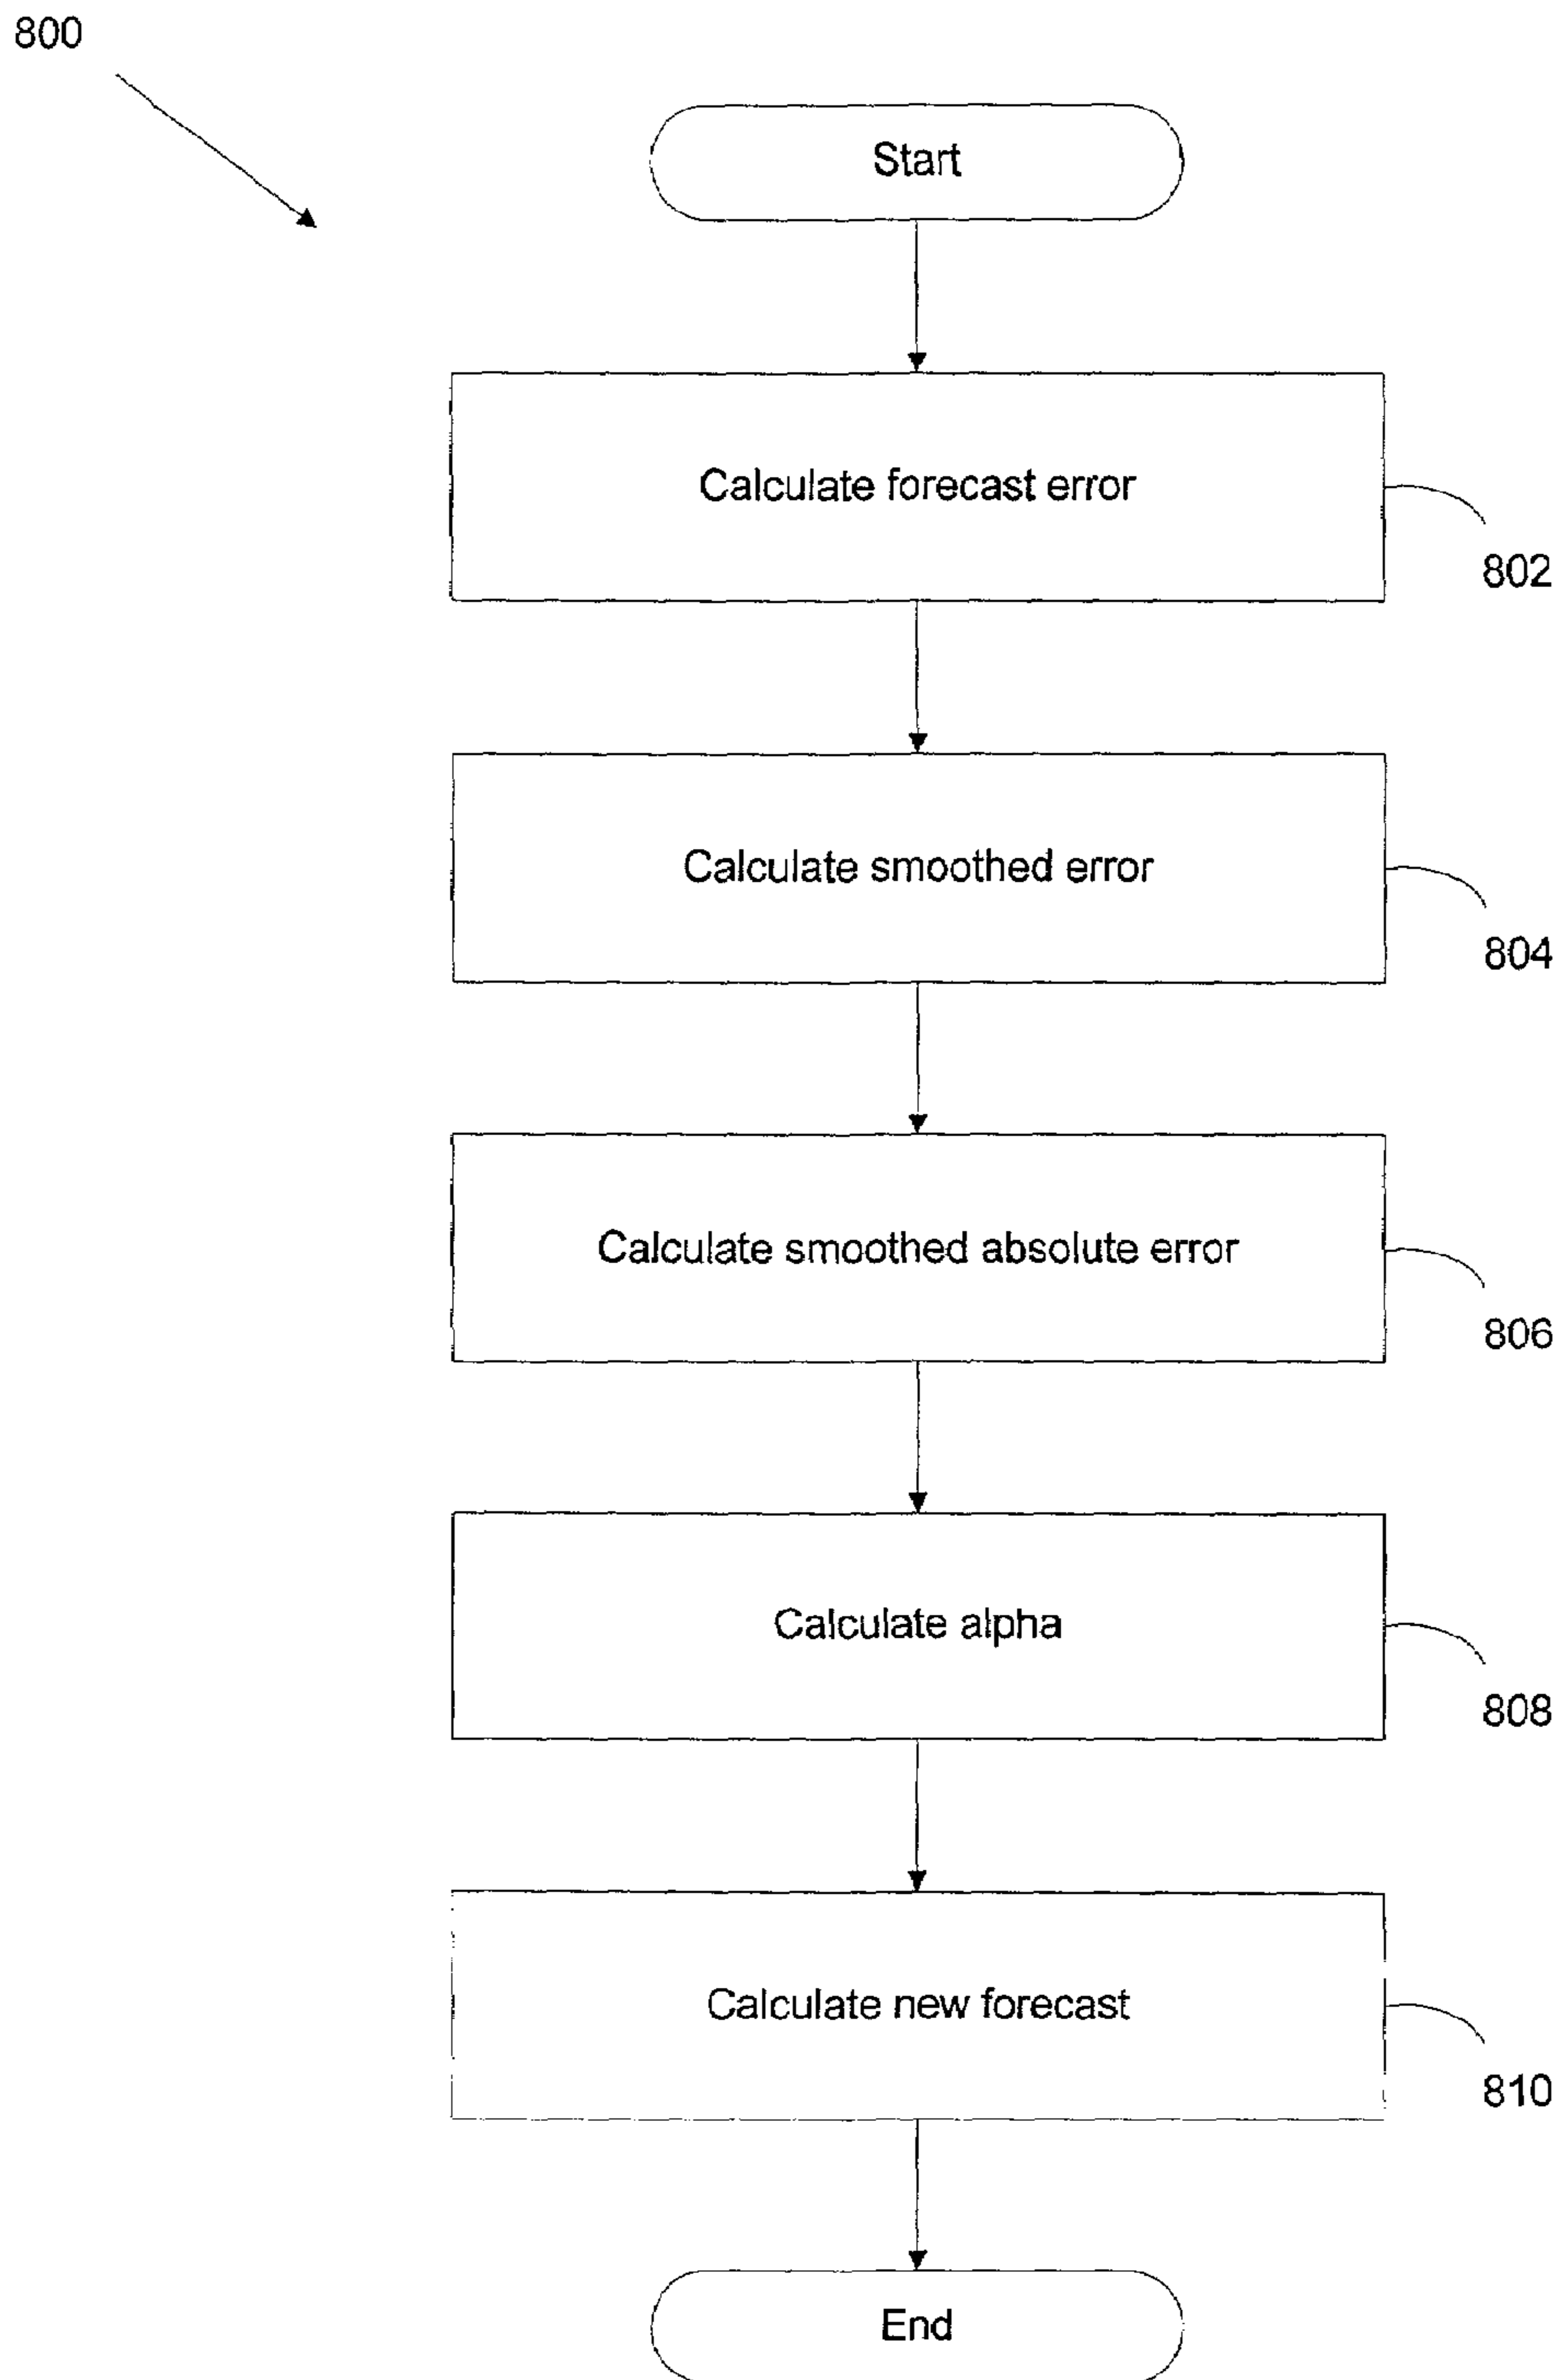 800
Start
Calculate forecast error
802
Calculate smoothed error
804
Calculate smoothed absolute error
806
Calculate alpha
808
Calculate new forecast
810
End